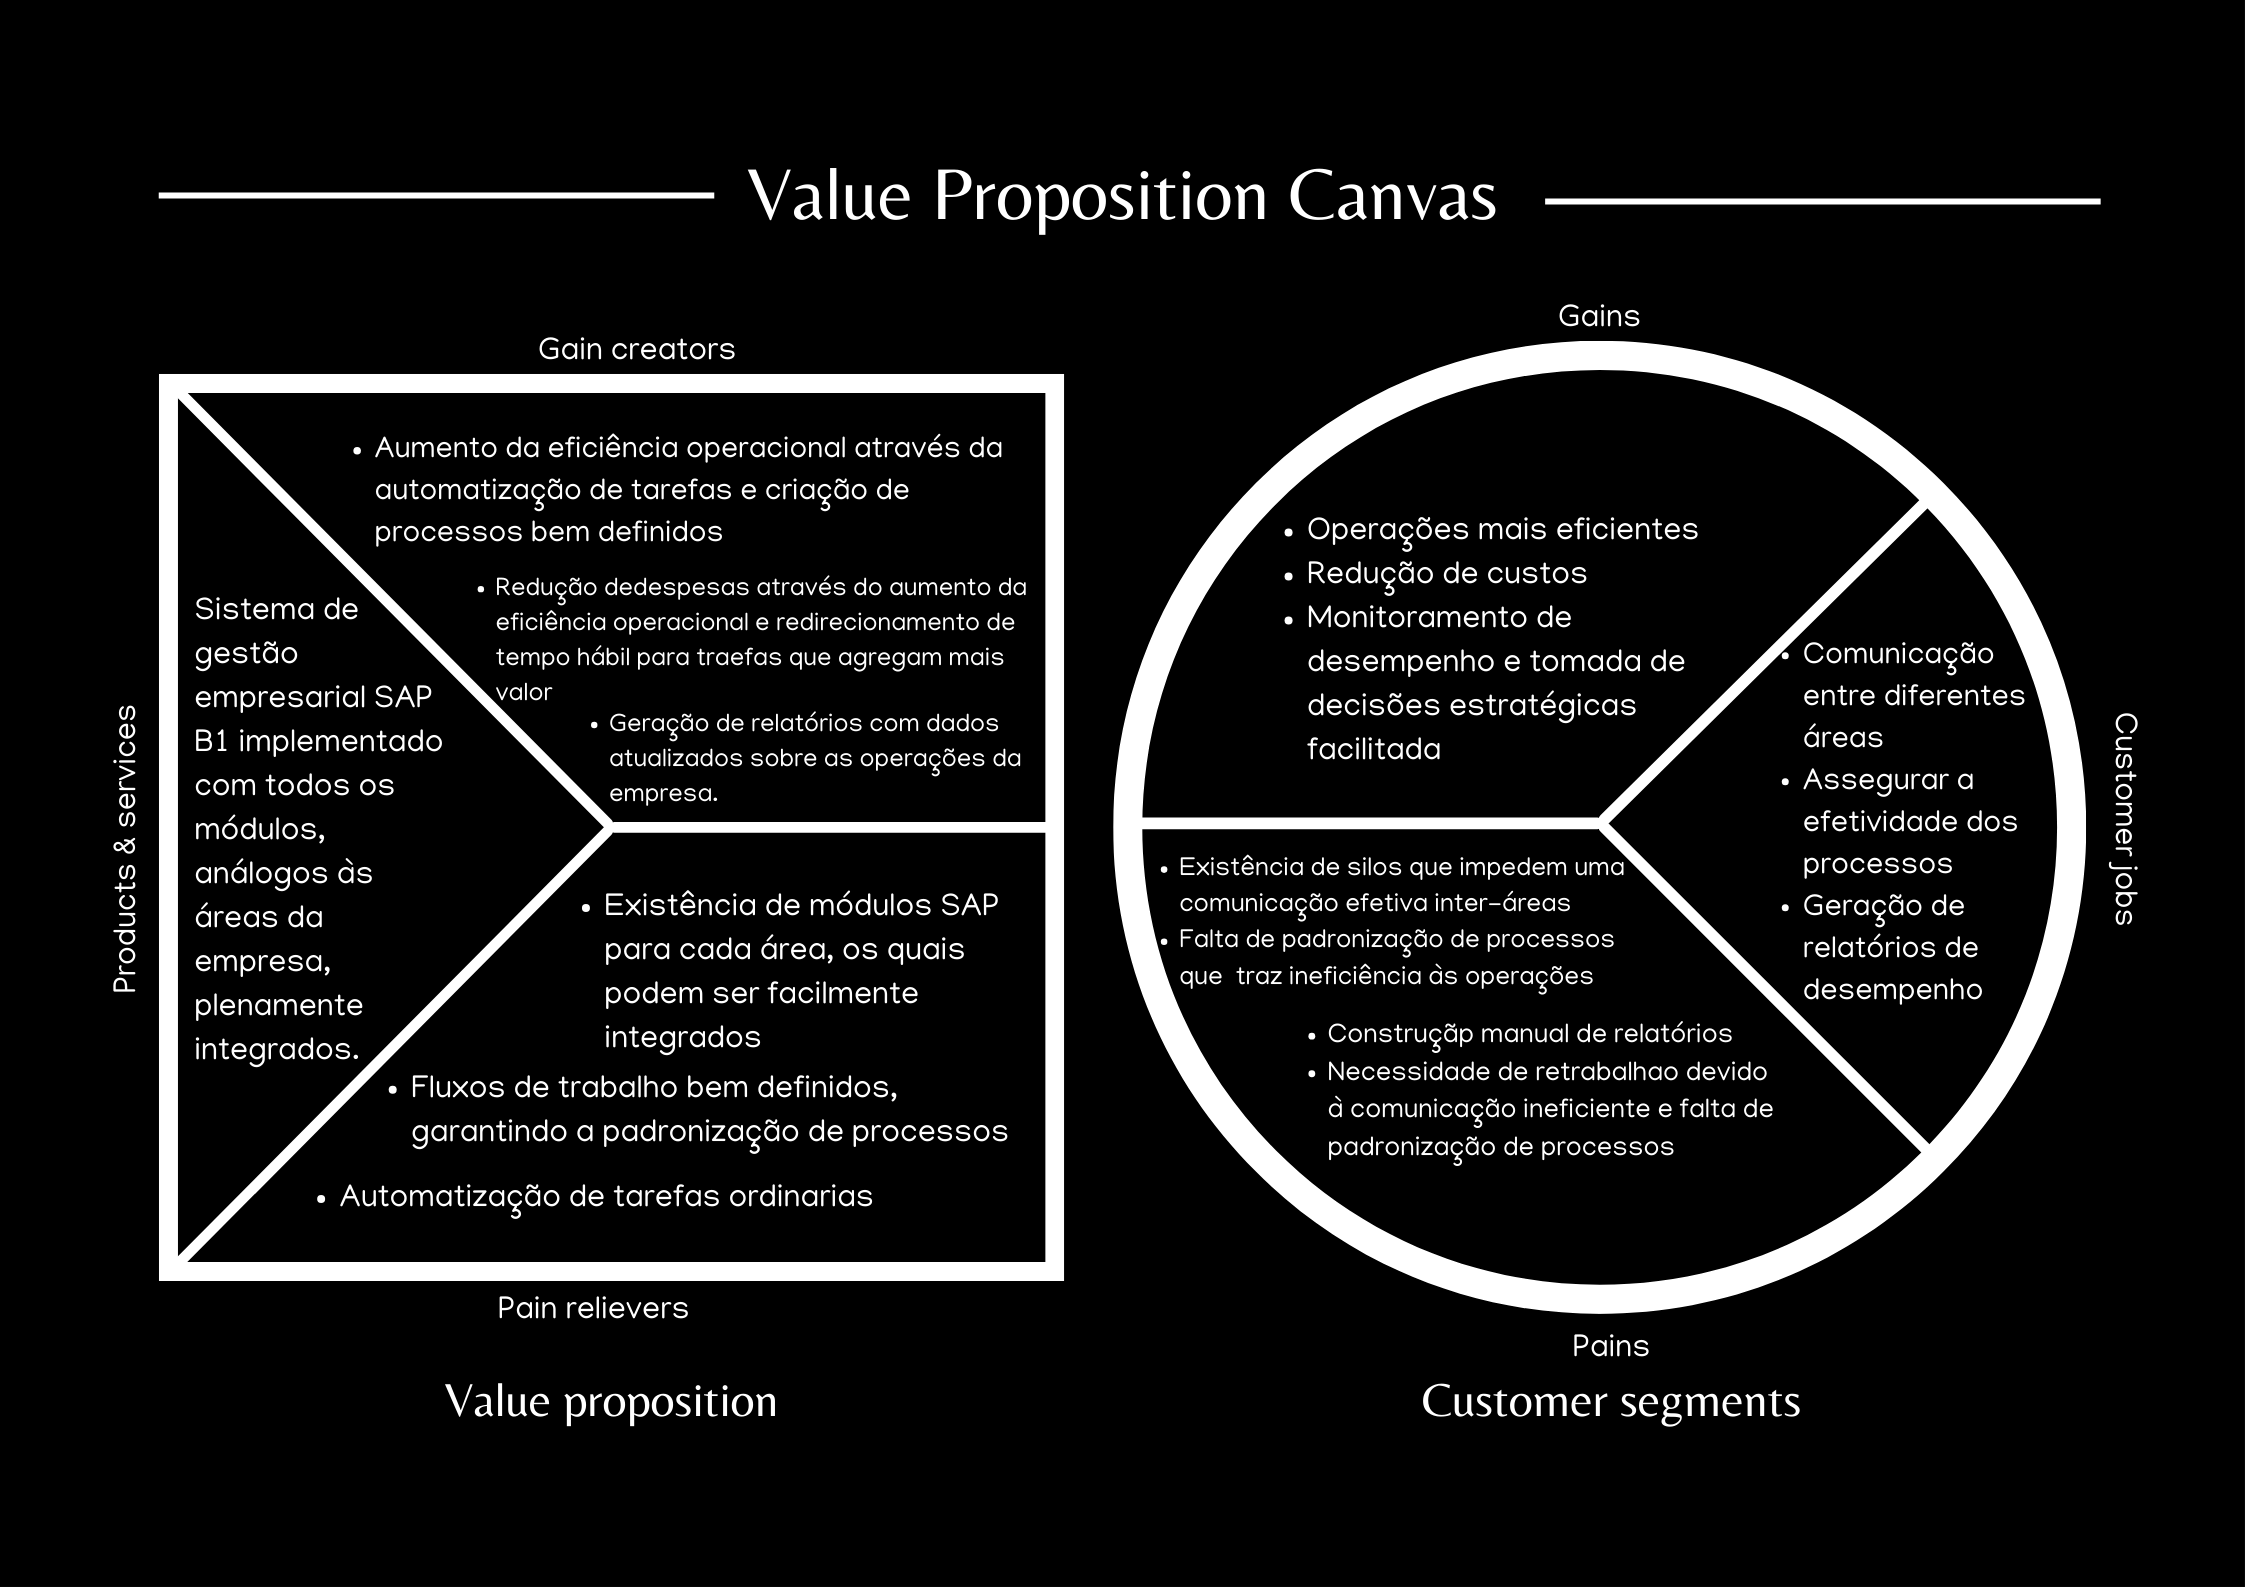 Value Proposition Canvas
Gain creators
• Aumento da eficiência operacional através da
automatização de tarefas e criação de
processos bem definidos
• Redução dedespesas através do aumento da
eficiência operacional e redirecionamento de
tempo hábil para traefas que agregam mais
valor
• Geração de relatórios com dados
atualizados sobre as operações da
empresa.
Products & services
Sistema de
gestão
empresarial SAP
B1 implementado
com todos os
módulos,
análogos às
áreas da
empresa,
plenamente
integrados.
• Existência de módulos SAP
para cada área, os quais
podem ser facilmente
integrados
• Fluxos de trabalho bem definidos,
garantindo a padronização de processos
• Automatização de tarefas ordinarias
Pain relievers
Value proposition
Gains
• Operações mais eficientes
• Redução de custos
• Monitoramento de
desempenho e tomada de
decisões estratégicas
facilitada
• Comunicação
entre diferentes
áreas
• Assegurar a
efetividade dos
processos
• Geração de
relatórios de
desempenho
Customer jobs
• Existência de silos que impedem uma
comunicação efetiva inter-áreas
• Falta de padronização de processos
que  traz ineficiência às operações
• Construçãp manual de relatórios
• Necessidade de retrabalhao devido
à comunicação ineficiente e falta de
padronização de processos
Pains
Customer segments